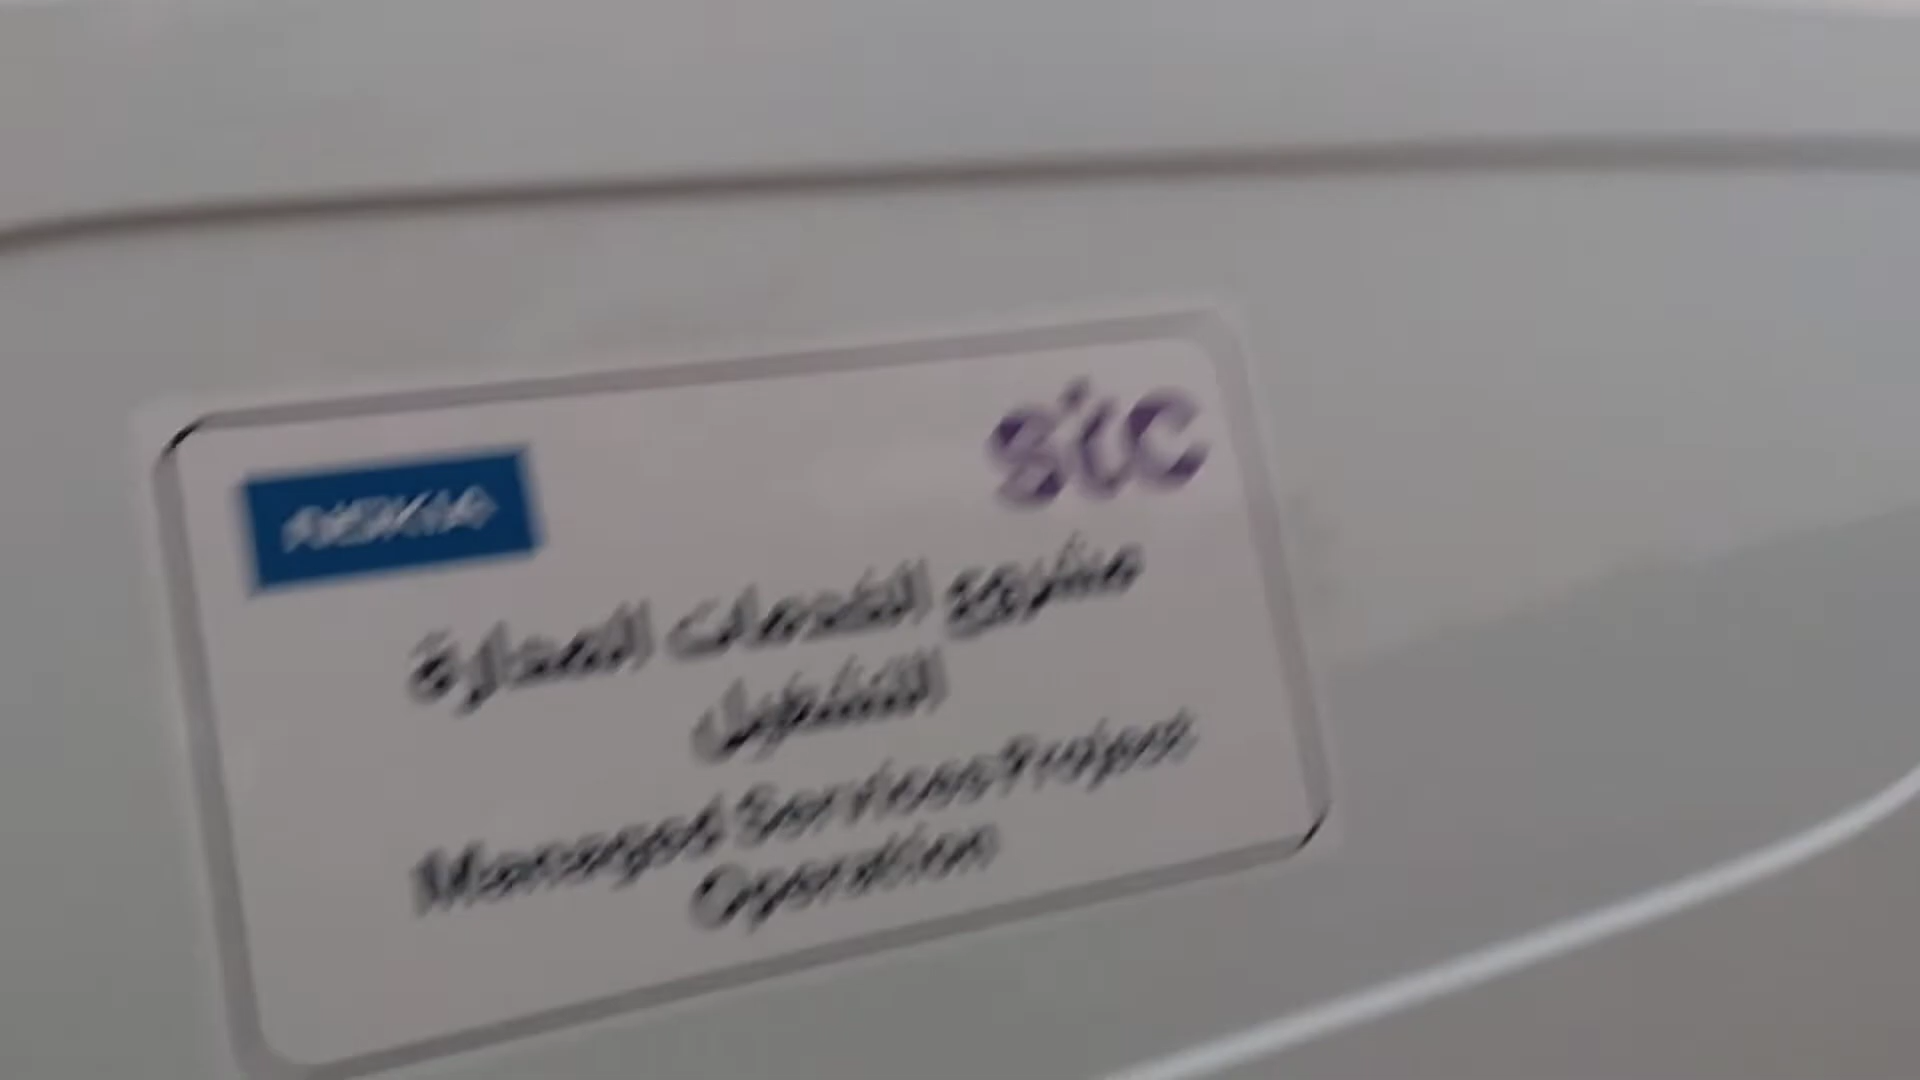 NOKIA
stc
مشروع الخدمات المدارة
التشغيل
Managed Services Project
Operation